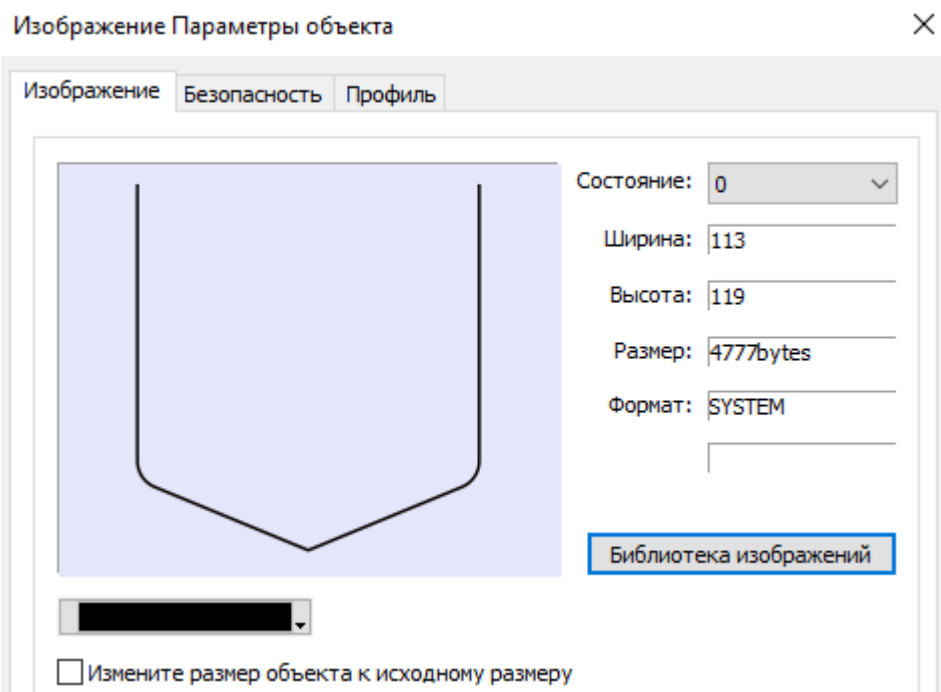 Изображение Параметры объекта
Изображение Безопасность Профиль
Состояние: 0
Ширина: 113
Высота: 119
Размер: 4777bytes
Формат: SYSTEM
Библиотека изображений
Измените размер объекта к исходному размеру